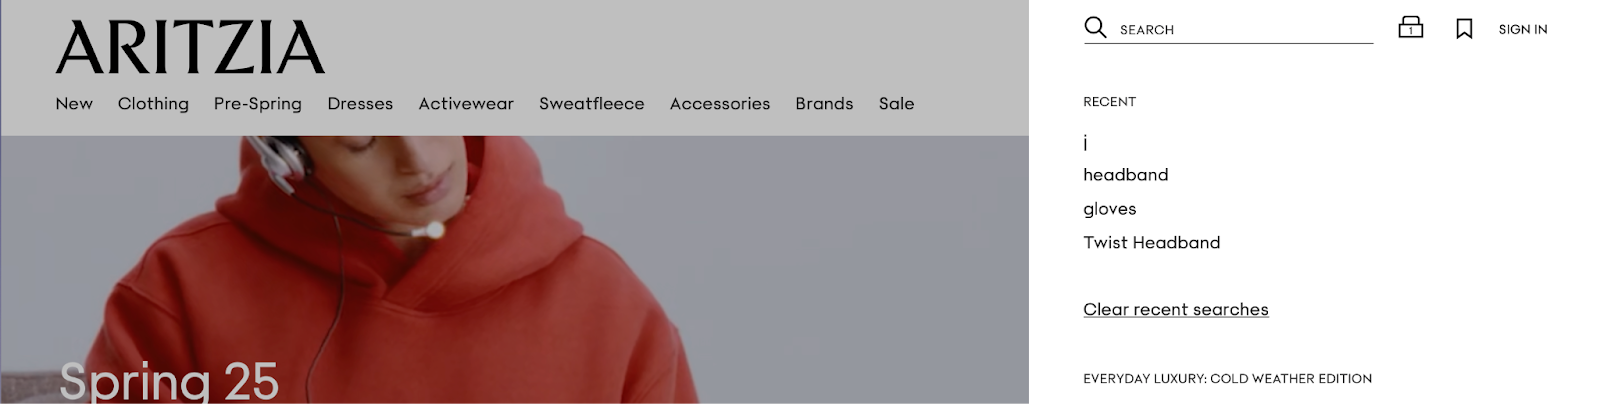 ARITZIA
New Clothing Pre-Spring Dresses Activewear Sweatfleece Accessories Brands Sale
Spring 25
SEARCH 1 SIGN IN
RECENT
i
headband
gloves
Twist Headband
Clear recent searches
EVERYDAY LUXURY: COLD WEATHER EDITION